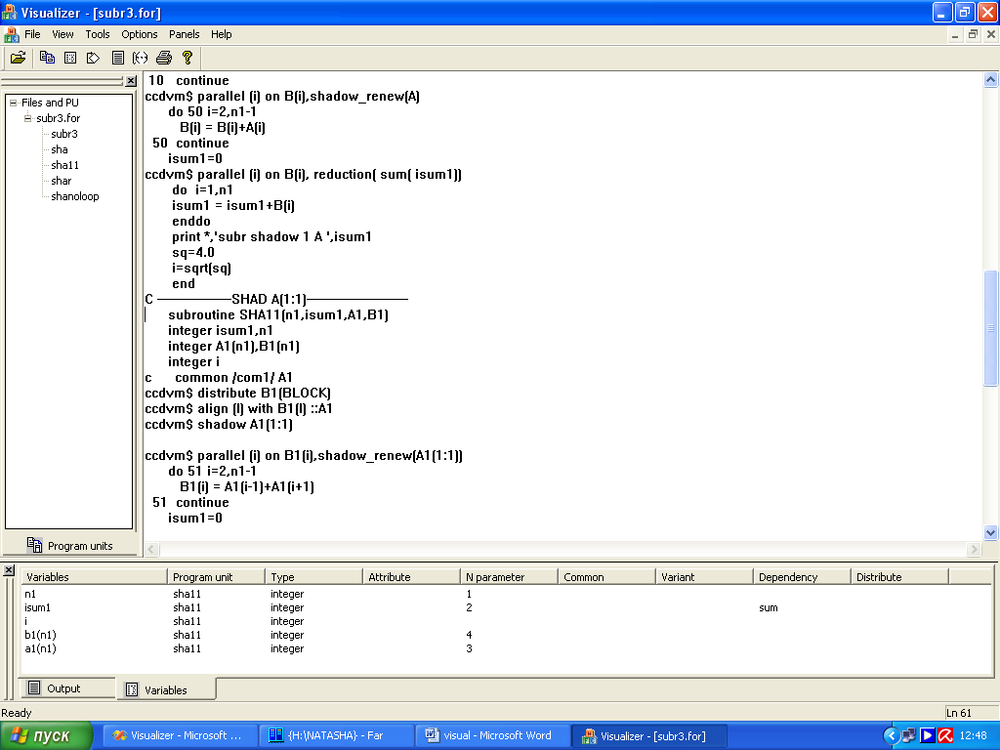 Visualizer - [subr3.for]
File View Tools Options Panels Help
Files and PU
subr3.for
subr3
sha
sha11
shar
shanoloop
Program units
10 continue
ccdvm$ parallel (i) on B(i),shadow_renew(A)
do 50 i=2,n1-1
B(i) = B(i)+A(i)
50 continue
isum1=0
ccdvm$ parallel (i) on B(i), reduction( sum( isum1))
do i=1,n1
isum1 = isum1+B(i)
enddo
print *,'subr shadow 1 A ',isum1
sq=4.0
i=sqrt(sq)
end
C ---------------SHAD A(1:1)--------------------
subroutine SHA11(n1,isum1,A1,B1)
integer isum1,n1
integer A1(n1),B1(n1)
integer i
c common /com1/ A1
ccdvm$ distribute B1(BLOCK)
ccdvm$ align (I) with B1(I) ::A1
ccdvm$ shadow A1(1:1)
ccdvm$ parallel (i) on B1(i),shadow_renew(A1(1:1))
do 51 i=2,n1-1
B1(i) = A1(i-1)+A1(i+1)
51 continue
isum1=0
Variables Program unit Type Attribute N parameter Common Variant Dependency Distribute
n1 sha11 integer 1
isum1 sha11 integer 2 sum
i sha11 integer
b1(n1) sha11 integer 4
a1(n1) sha11 integer 3
Output Variables
Ready Ln 61
пуск Visualizer - Microsoft ... {H:\NATASHA} - Far visual - Microsoft Word Visualizer - [subr3.for] 12:48